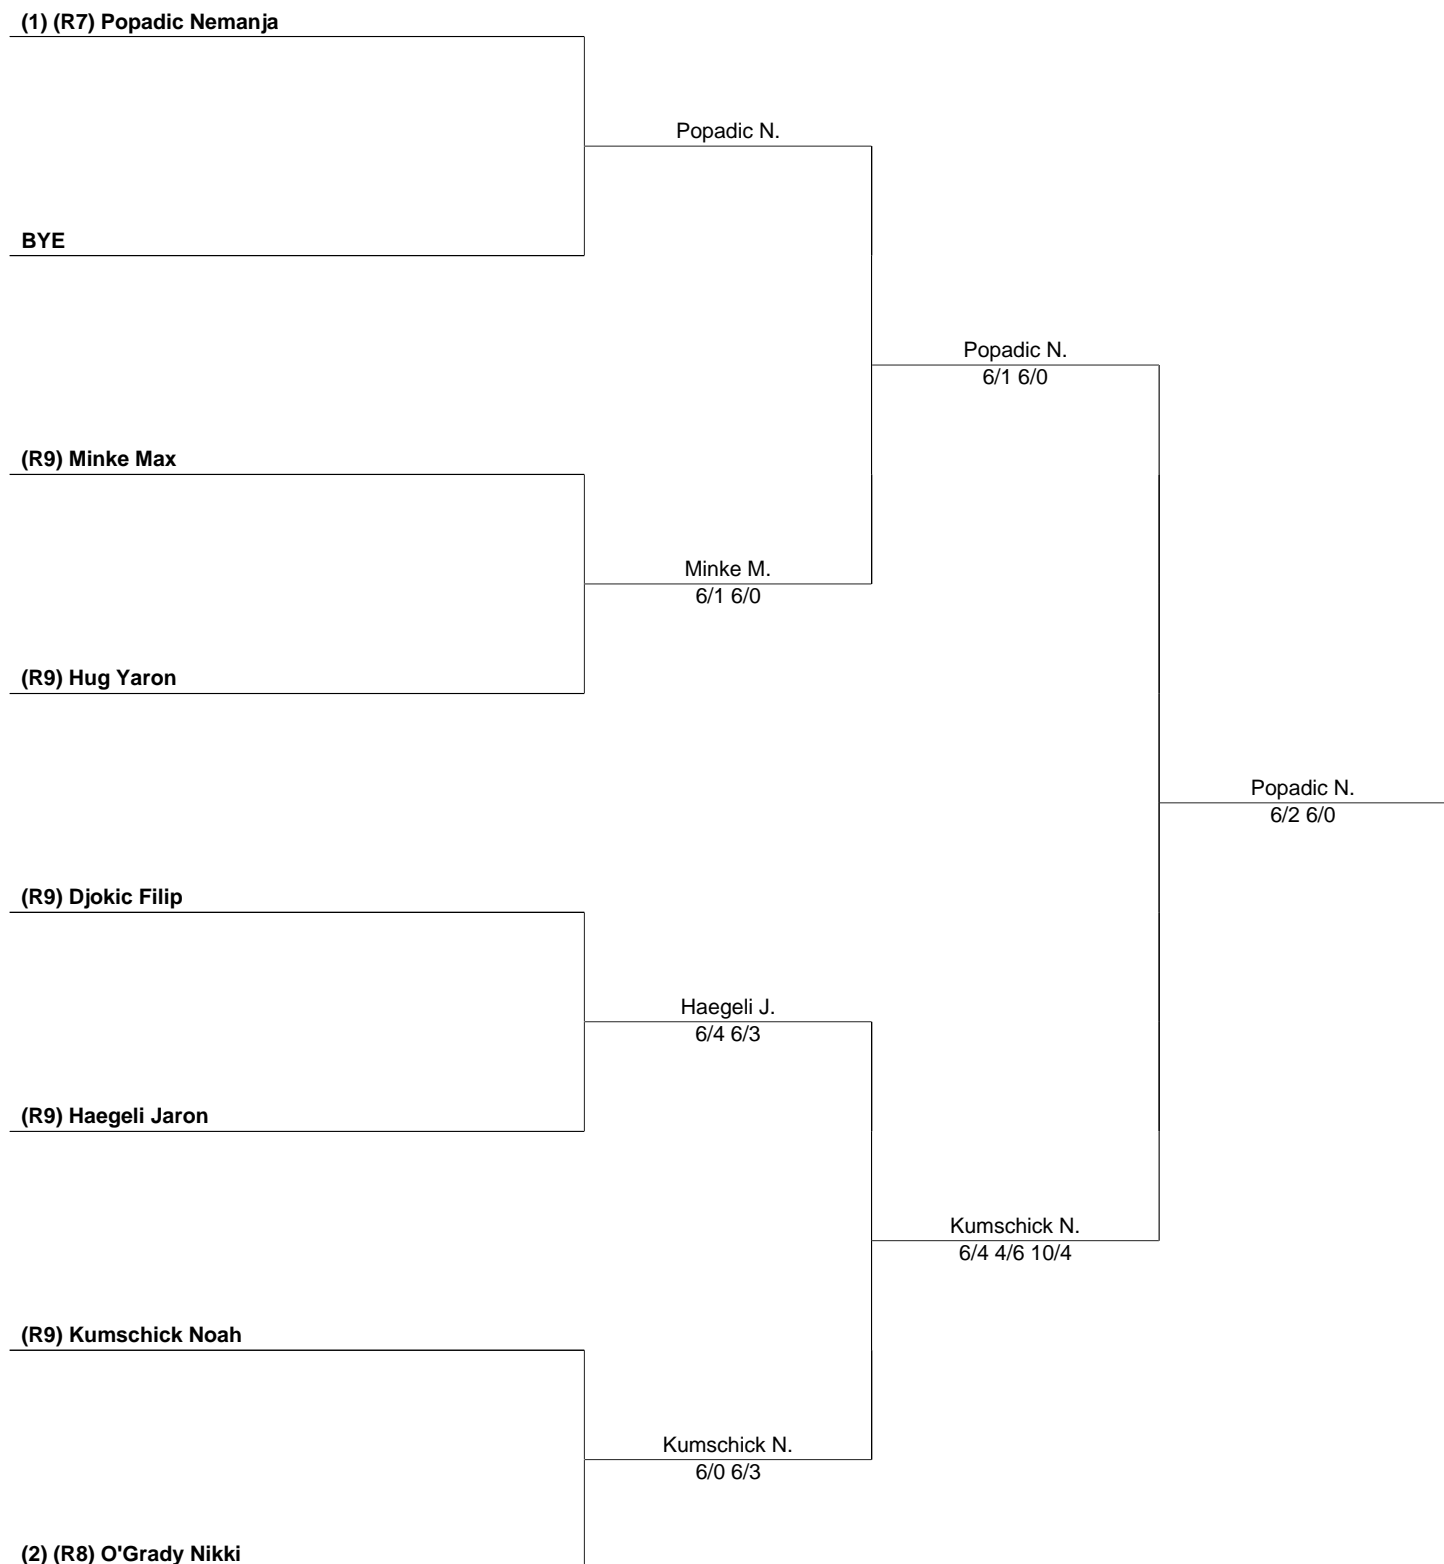 (1) (R7) Popadic Nemanja
Popadic N.
BYE
Popadic N.
6/1 6/0
(R9) Minke Max
Minke M.
6/1 6/0
(R9) Hug Yaron
Popadic N.
6/2 6/0
(R9) Djokic Filip
Haegeli J.
6/4 6/3
(R9) Haegeli Jaron
Kumschick N.
6/4 4/6 10/4
(R9) Kumschick Noah
Kumschick N.
6/0 6/3
(2) (R8) O'Grady Nikki